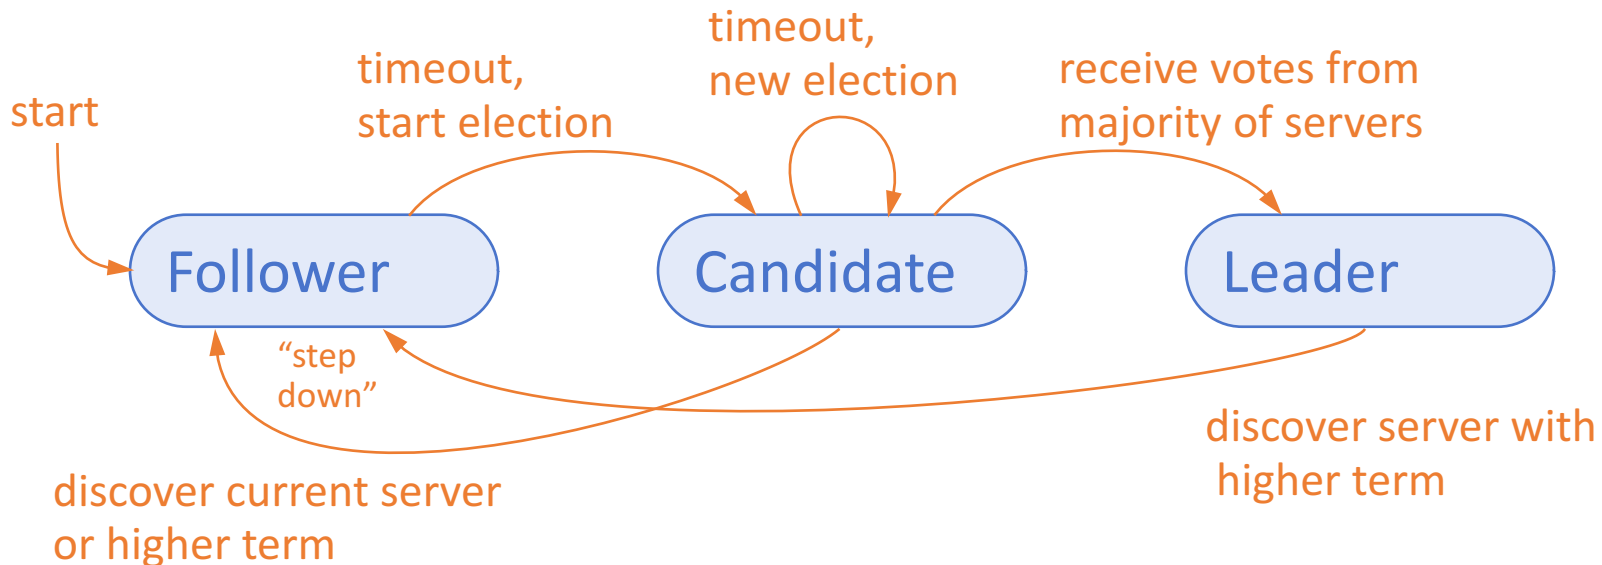 start
timeout,
start election
timeout,
new election
receive votes from
majority of servers
Follower
Candidate
Leader
“step
down”
discover current server
or higher term
discover server with
higher term